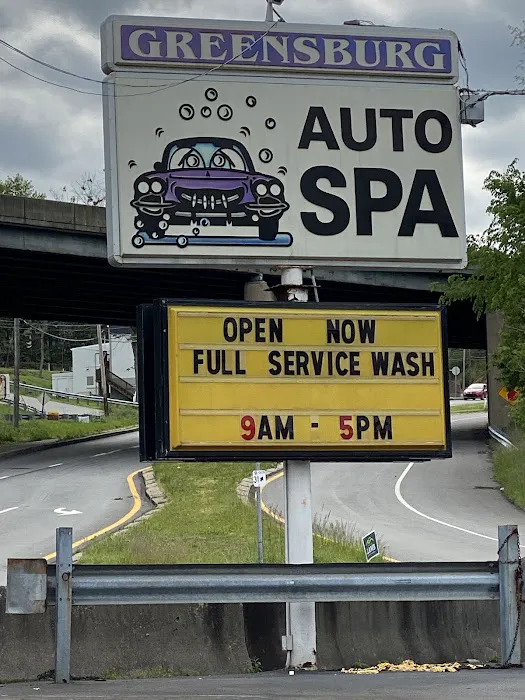 GREENSBURG
AUTO
SPA
OPEN NOW
FULL SERVICE WASH
9AM - 5PM